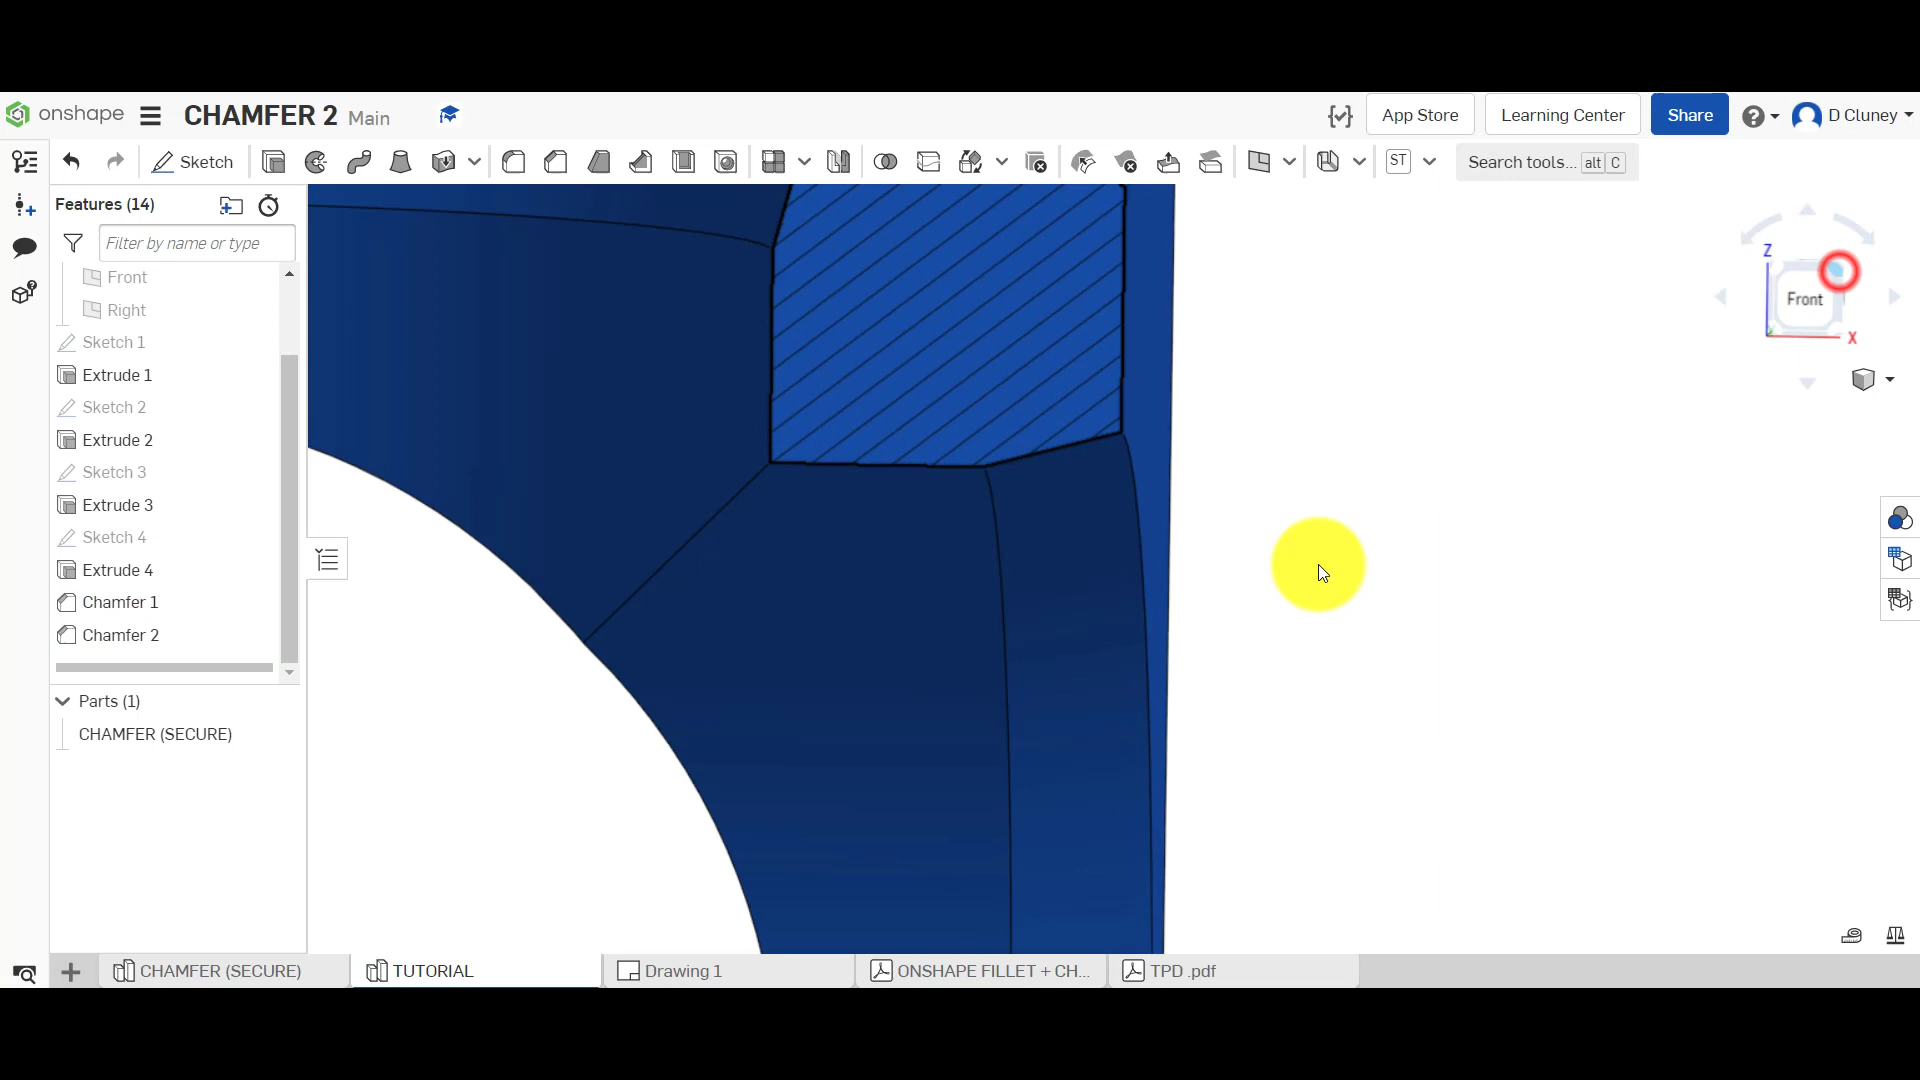 onshape CHAMFER 2 Main App Store Learning Center Share D Cluney
Sketch ST Search tools... alt C
Features (14)
Filter by name or type
Front
Right
Sketch 1
Extrude 1
Sketch 2
Extrude 2
Sketch 3
Extrude 3
Sketch 4
Extrude 4
Chamfer 1
Chamfer 2
Parts (1)
CHAMFER (SECURE)
Z
Front
X
CHAMFER (SECURE) TUTORIAL Drawing 1 ONSHAPE FILLET + CH... TPD .pdf